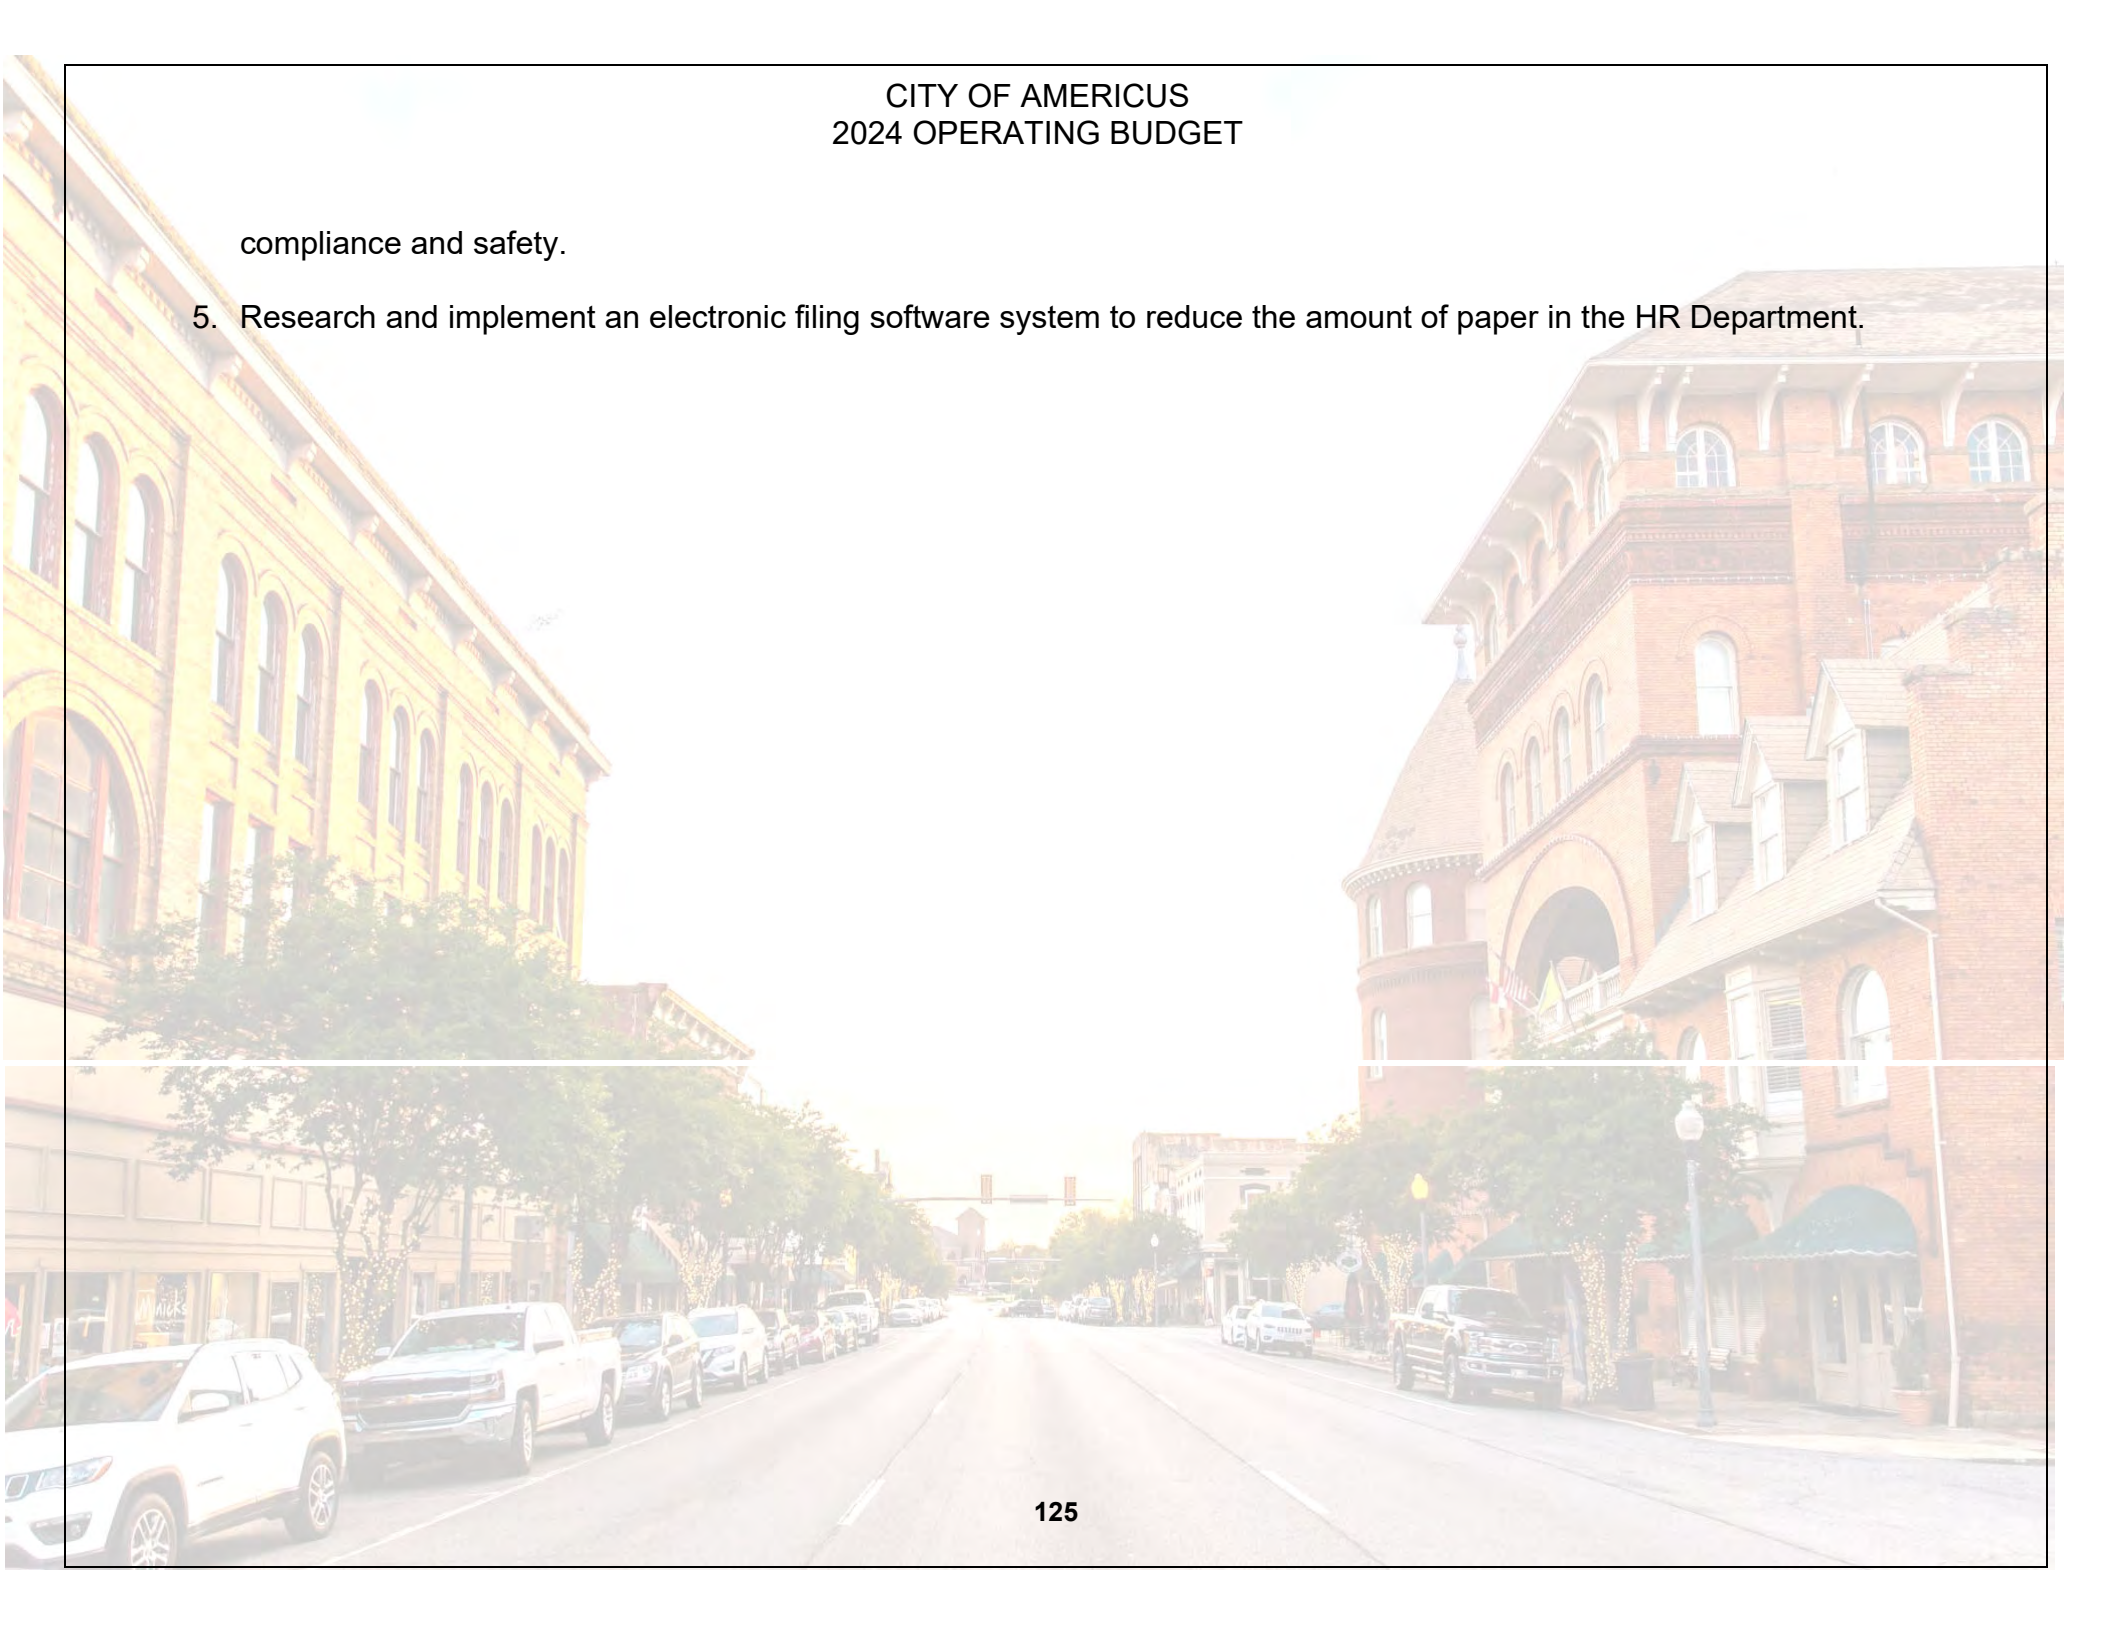 CITY OF AMERICUS
2024 OPERATING BUDGET
compliance and safety.
5. Research and implement an electronic filing software system to reduce the amount of paper in the HR Department.
125